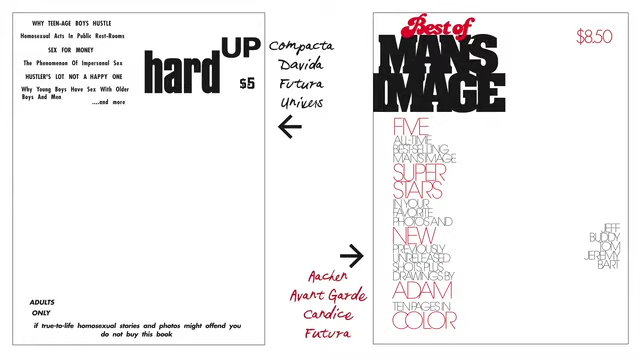 WHY TEEN-AGE BOYS HUSTLE
Homosexual Acts In Public Rest-Rooms
SEX FOR MONEY
The Phenomenon Of Impersonal Sex
HUSTLER'S LOT NOT A HAPPY ONE
Why Young Boys Have Sex With Older
Boys And Mnn
....and more
hard UP
$5
ADULTS
ONLY
if true-to-life homosexual stories and photos might offend you
do not buy this book
Compacta
Davida
Futura
Univers
←
→
Aachen
Avant Garde
Candice
Futura
Best of
MAN'S
IMAGE
$8.50
FIVE
ALL-TIME
BEST-SELLING
MAN'S IMAGE
SUPER
STARS
IN YOUR
FAVORITE
PHOTOS AND
NEW
PREVIOUSLY
UNRELEASED
SHOTS PLUS
DRAWINGS BY
ADAM
TEN PAGES IN
COLOR
JEFF
BUDDY
TOM
JEREMY
BART